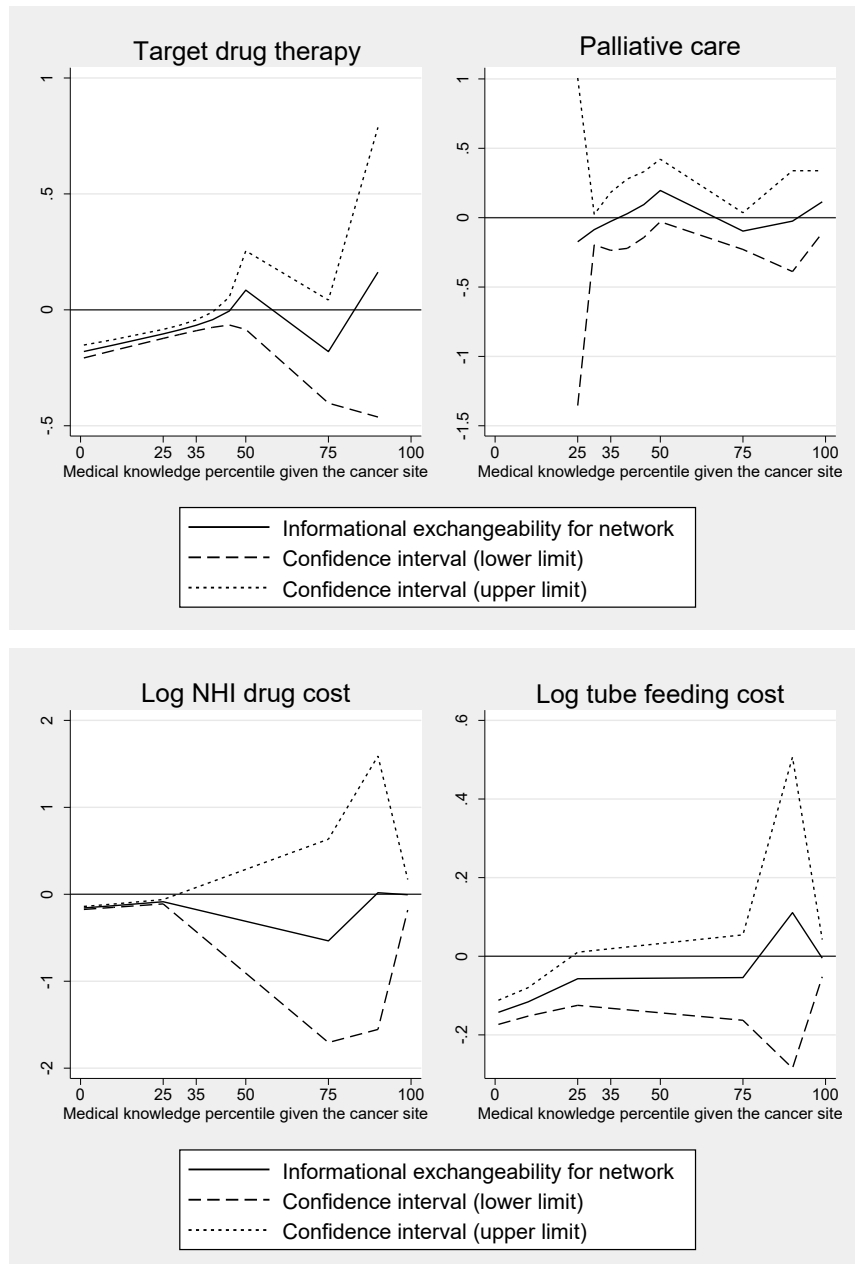 Target drug therapy
Palliative care
1
.5
0
-.5
0 25 35 50 75 100
Medical knowledge percentile given the cancer site
1
.5
0
-.5
-1
-1.5
0 25 35 50 75 100
Medical knowledge percentile given the cancer site
Informational exchangeability for network
Confidence interval (lower limit)
Confidence interval (upper limit)
Log NHI drug cost
Log tube feeding cost
2
1
0
-1
-2
0 25 35 50 75 100
Medical knowledge percentile given the cancer site
.6
.4
.2
0
-.2
0 25 35 50 75 100
Medical knowledge percentile given the cancer site
Informational exchangeability for network
Confidence interval (lower limit)
Confidence interval (upper limit)